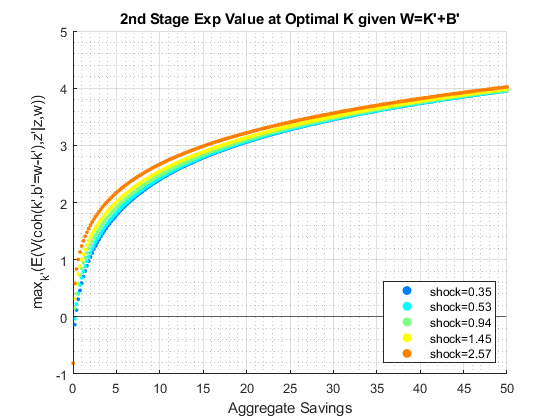 2nd Stage Exp Value at Optimal K given W=K'+B'
5
4
3
2
1
0
-1
max_k'(E(V(coh(k',b'=w-k'),z'|z,w))
0 5 10 15 20 25 30 35 40 45 50
Aggregate Savings
shock=0.35
shock=0.53
shock=0.94
shock=1.45
shock=2.57